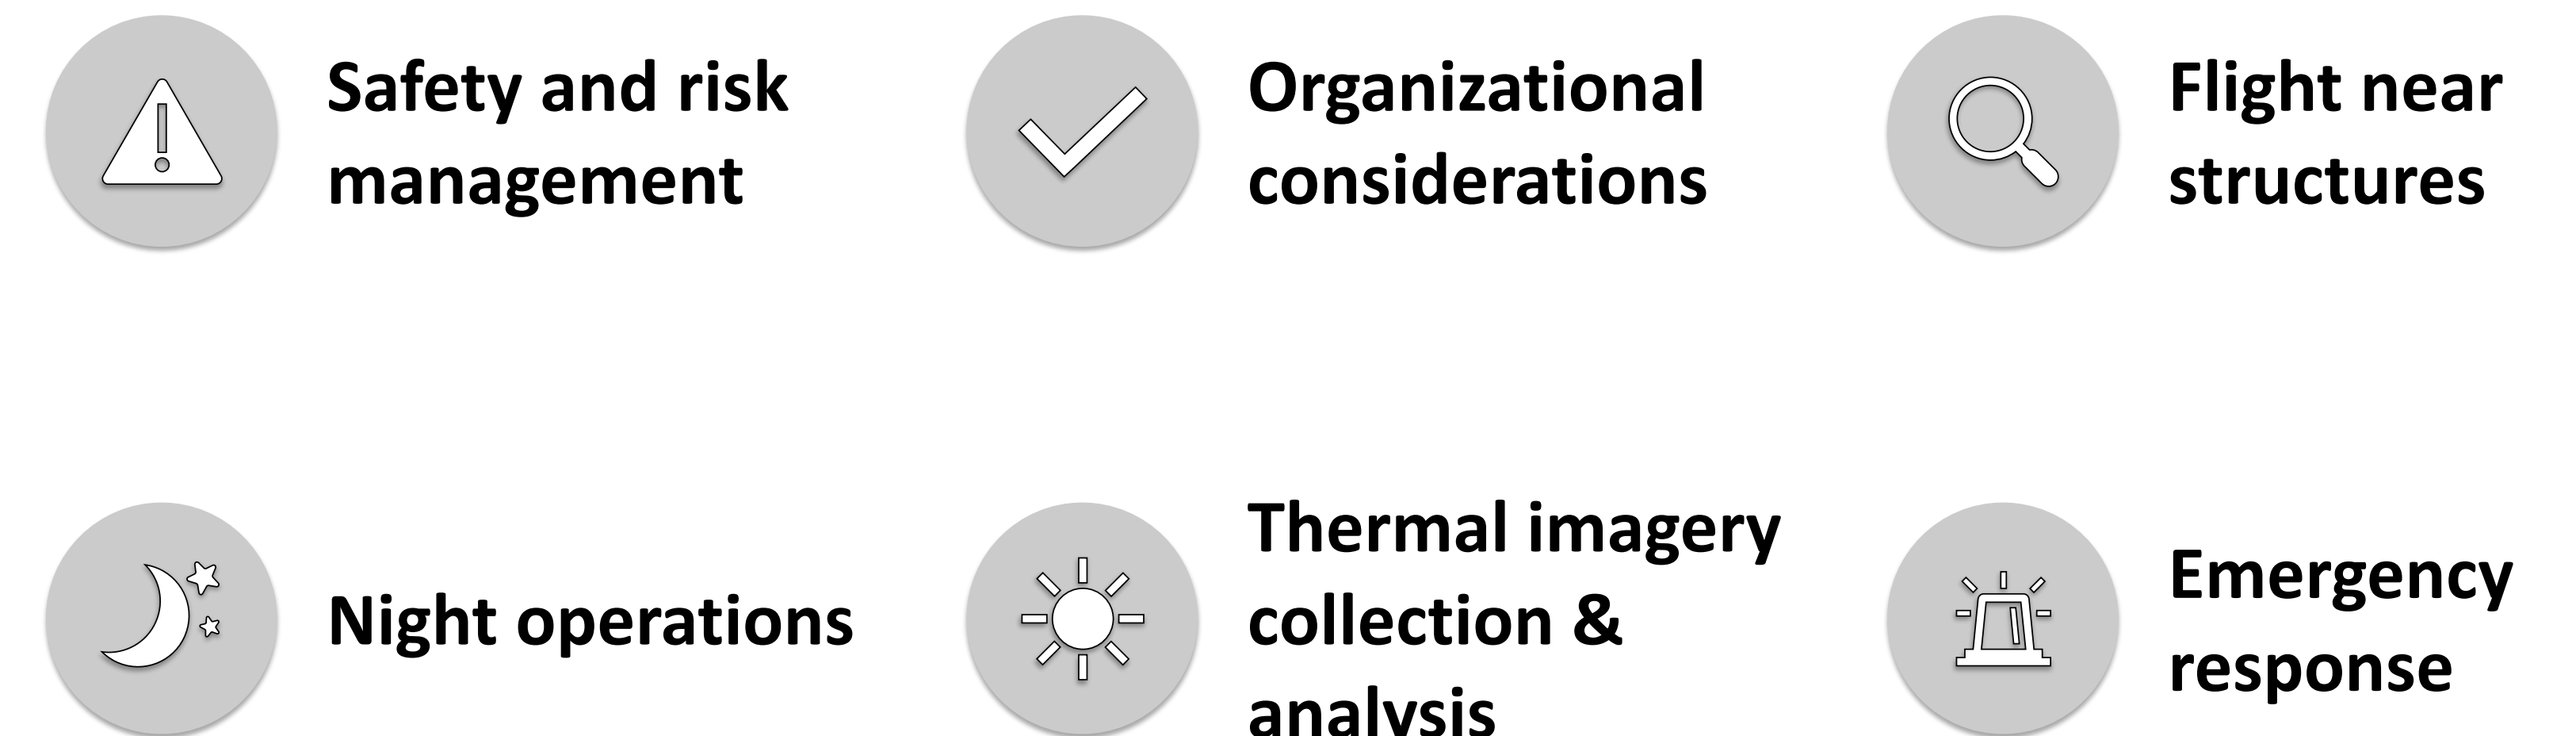 Safety and risk
management
Organizational
considerations
Flight near
structures
Night operations
Thermal imagery
collection &
analysis
Emergency
response